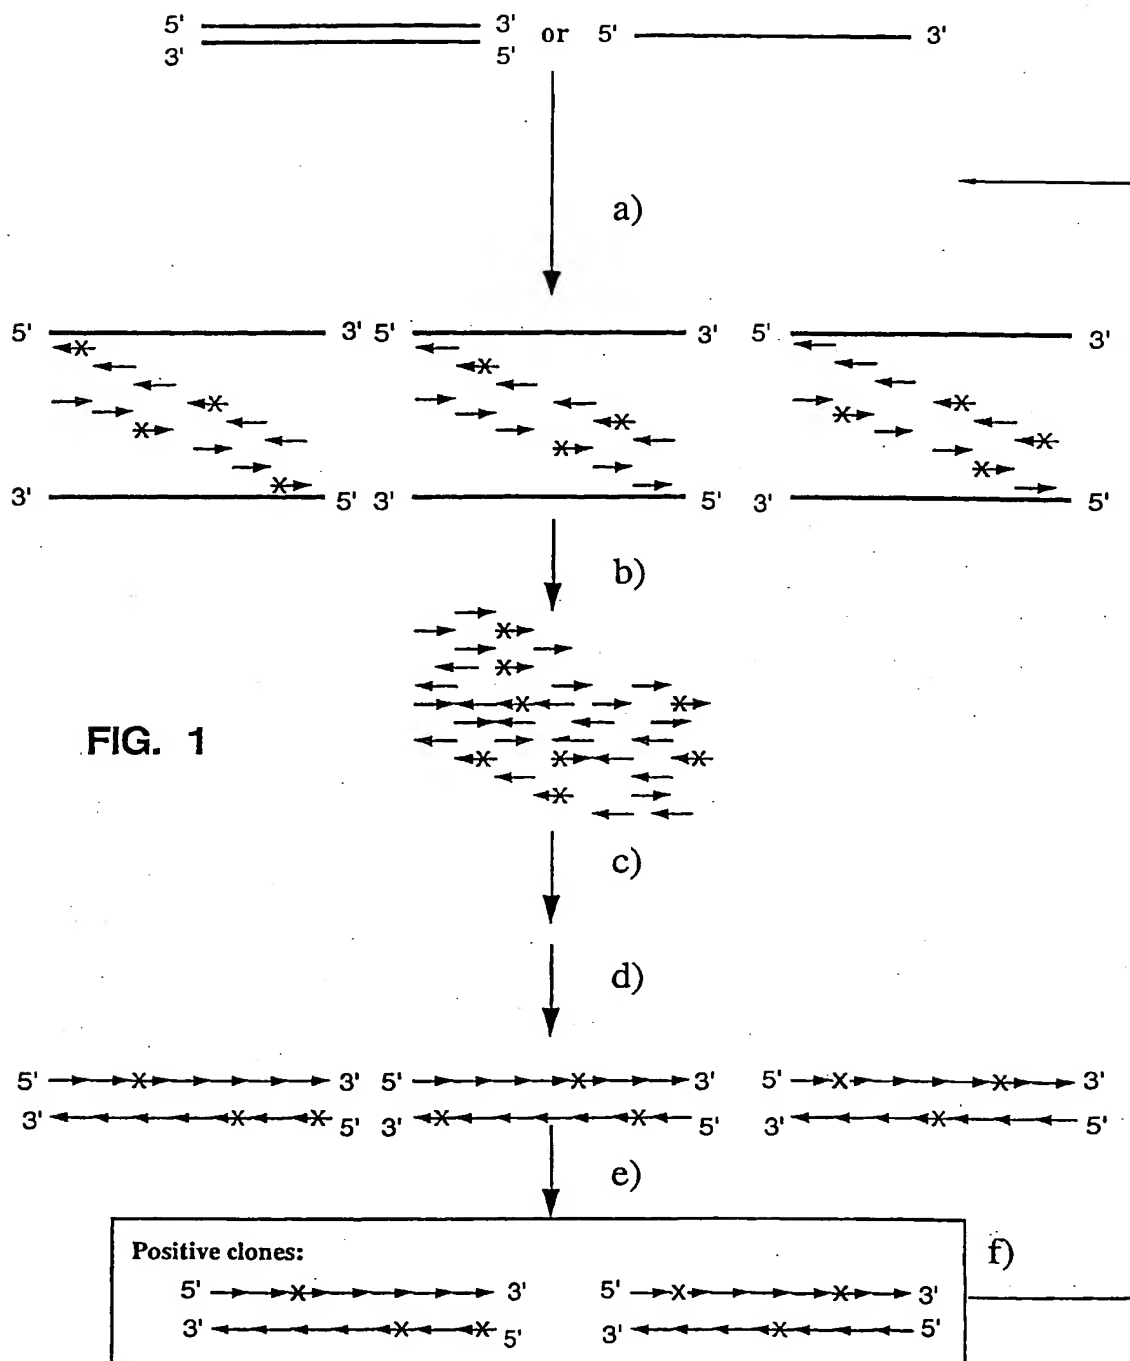 5' 3' or 5' 3'
3' 5'
a)
5' 3' 5' 3' 5' 3'
3' 5' 3' 5' 3' 5'
b)
FIG. 1
c)
d)
5' 3' 5' 3' 5' 3'
3' 5' 3' 5' 3' 5'
e)
Positive clones:
f)
5' 3' 5' 3'
3' 5' 3' 5'